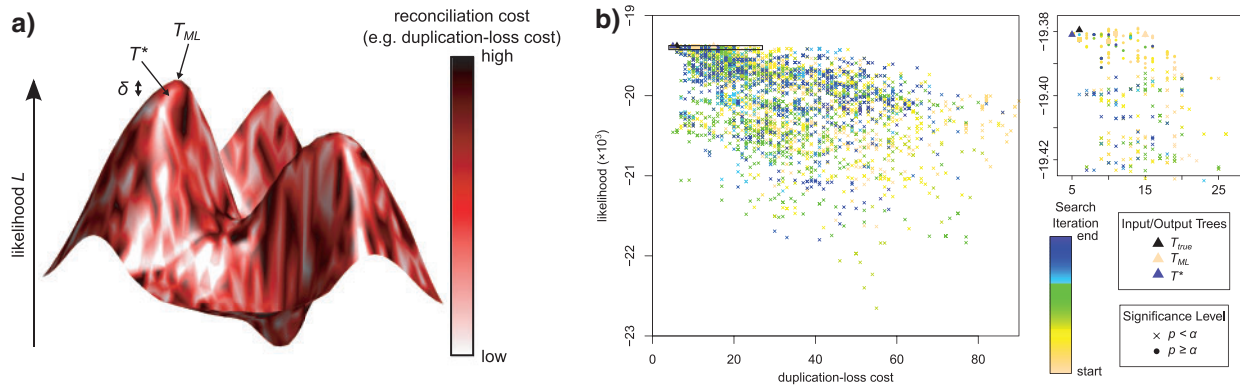 a)
reconciliation cost
(e.g. duplication-loss cost)
high
low
T_ML
T*
δ
likelihood L
b)
likelihood (×10³)
−19
−20
−21
−22
−23
0
20
40
60
80
duplication-loss cost
−19.38
−19.40
−19.42
5
15
25
Search
Iteration
end
start
Input/Output Trees
T_true
T_ML
T*
Significance Level
p < α
p ≥ α